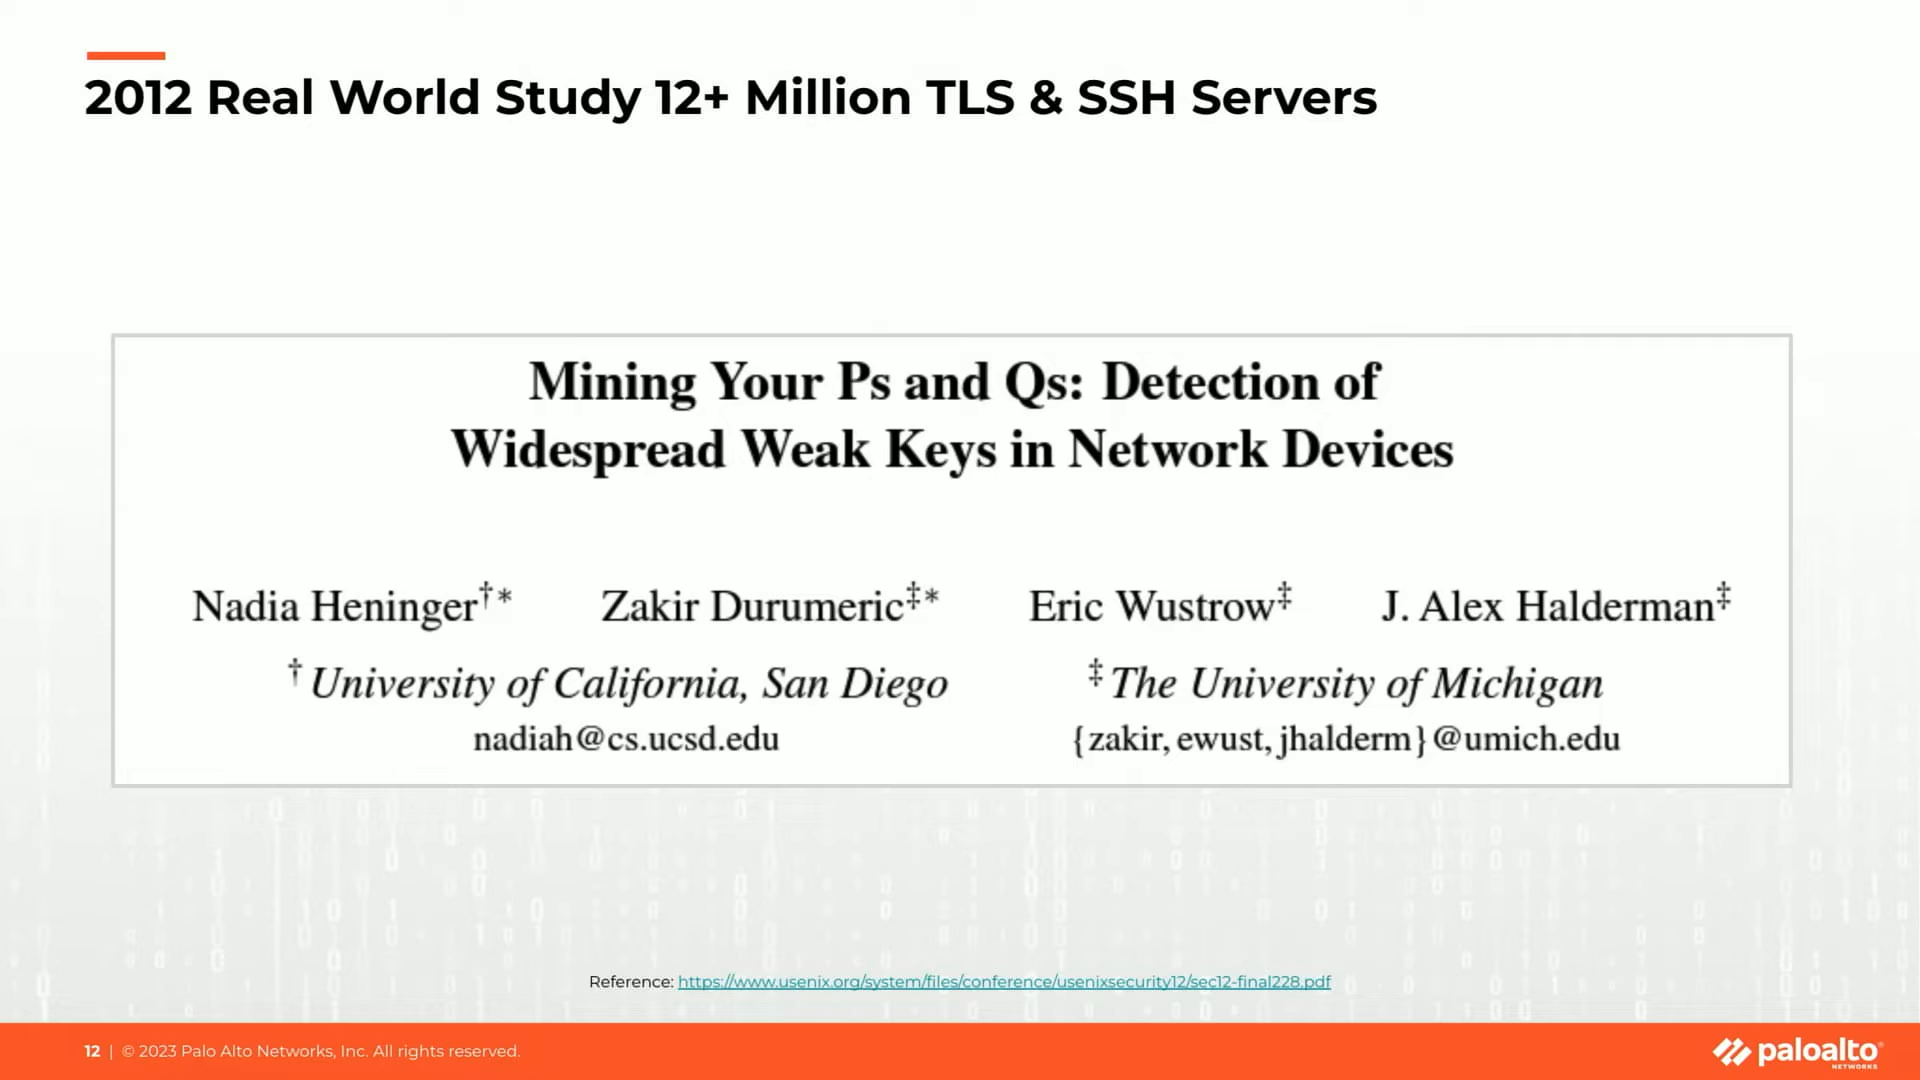 2012 Real World Study 12+ Million TLS & SSH Servers
Mining Your Ps and Qs: Detection of
Widespread Weak Keys in Network Devices
Nadia Heninger†* Zakir Durumeric‡* Eric Wustrow‡ J. Alex Halderman‡
† University of California, San Diego ‡ The University of Michigan
nadiah@cs.ucsd.edu {zakir, ewust, jhalderm}@umich.edu
Reference: https://www.usenix.org/system/files/conference/usenixsecurity12/sec12-final228.pdf
12 | © 2023 Palo Alto Networks, Inc. All rights reserved.
paloalto®
NETWORKS